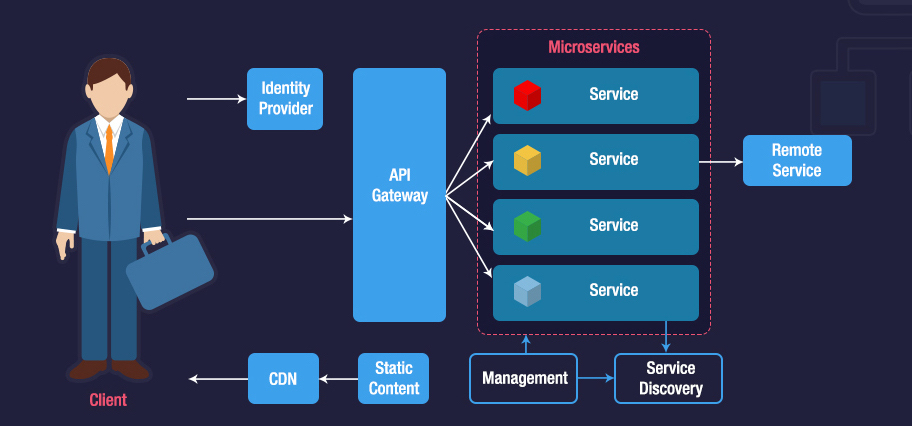 Microservices
Identity
Provider
API
Gateway
Service
Service
Service
Service
Remote
Service
CDN
Static
Content
Management
Service
Discovery
Client